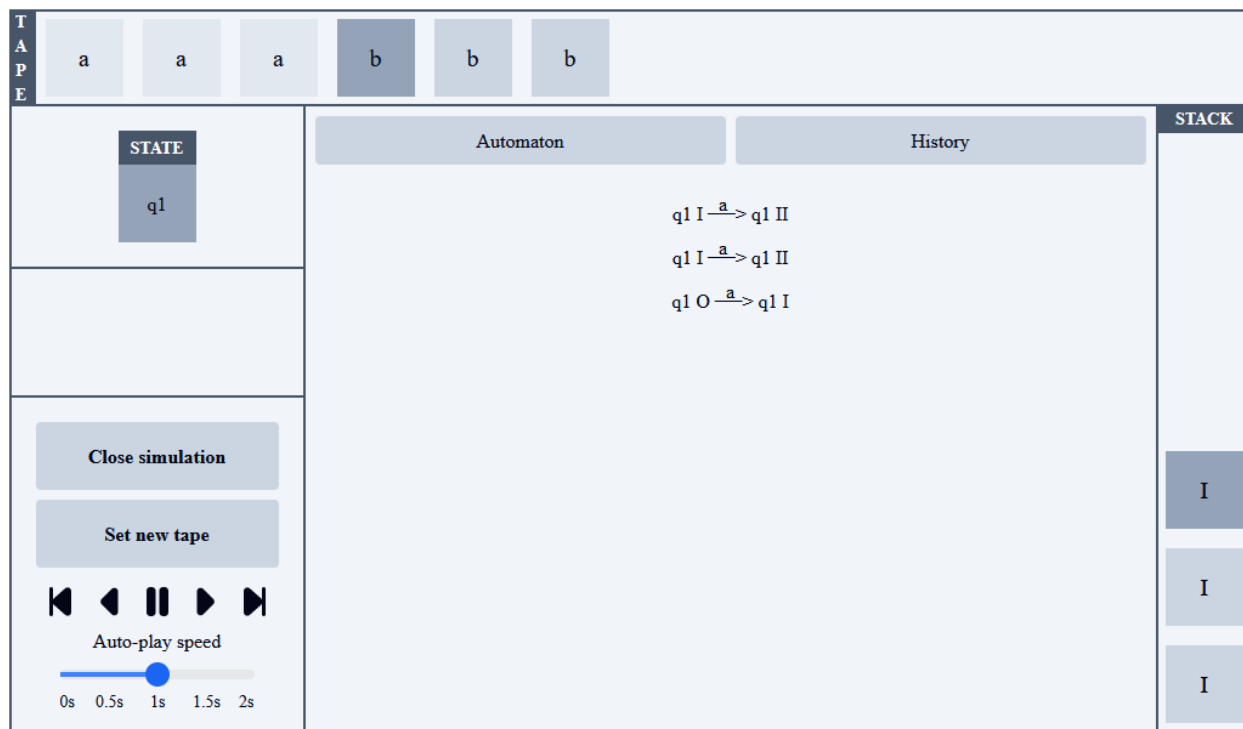 TAPE
a a a b b b
STATE
q1
Automaton
History
q1 I —a—> q1 II
q1 I —a—> q1 II
q1 O —a—> q1 I
STACK
I
I
I
Close simulation
Set new tape
Auto-play speed
0s 0.5s 1s 1.5s 2s